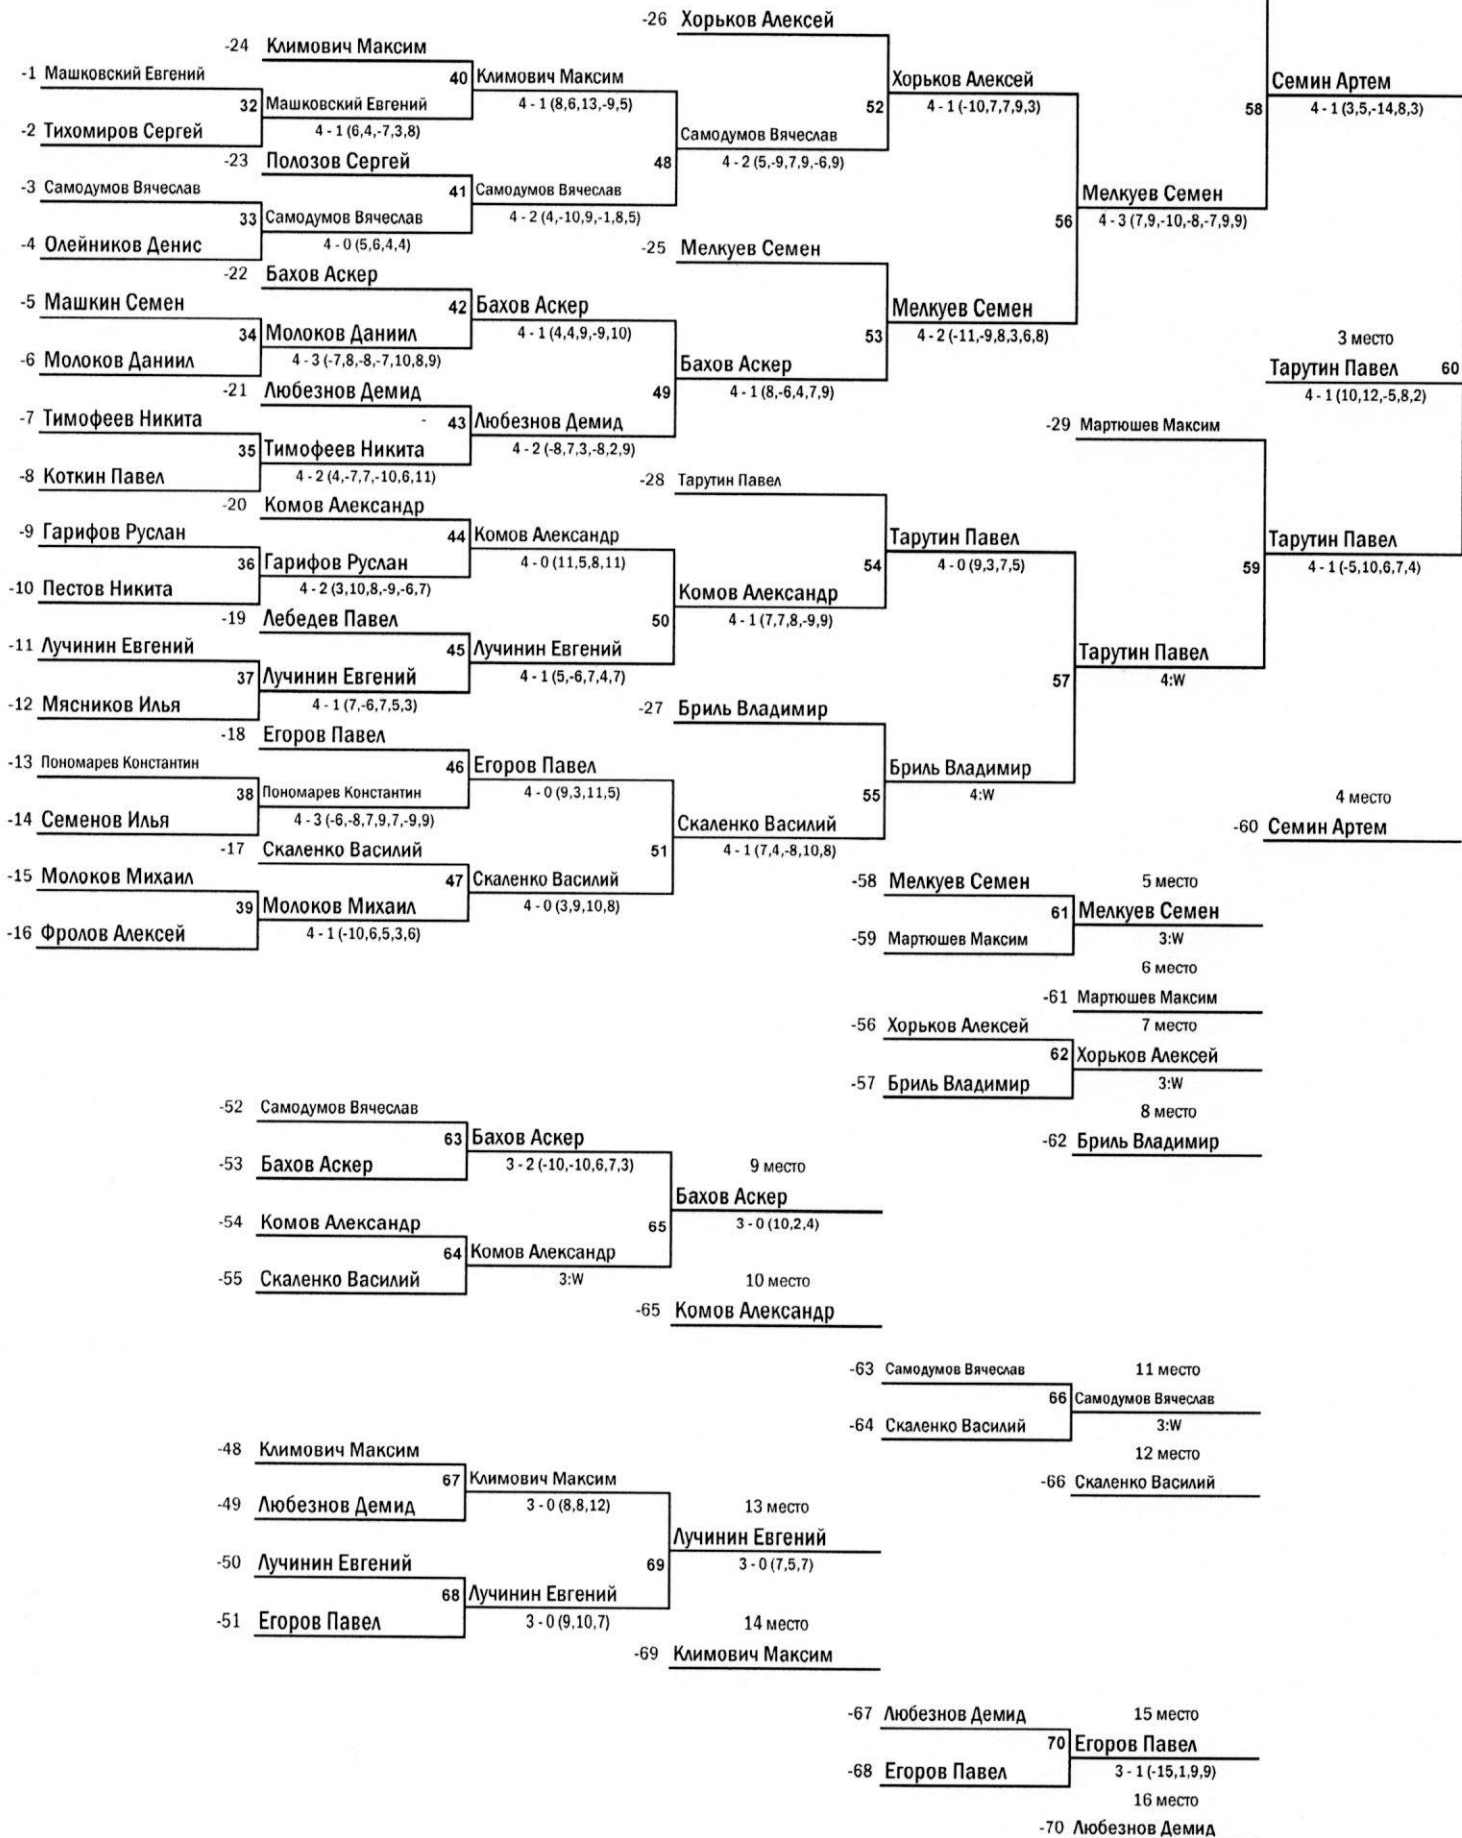 -26 Хорьков Алексей
-24 Климович Максим
-1 Машковский Евгений
40 Климович Максим
Хорьков Алексей
Семин Артем
32 Машковский Евгений
4 - 1 (8,6,13,-9,5)
52
4 - 1 (-10,7,7,9,3)
58
4 - 1 (3,5,-14,8,3)
-2 Тихомиров Сергей
4 - 1 (6,4,-7,3,8)
Самодумов Вячеслав
-23 Полозов Сергей
48
4 - 2 (5,-9,7,9,-6,9)
-3 Самодумов Вячеслав
41 Самодумов Вячеслав
Мелкуев Семен
33 Самодумов Вячеслав
4 - 2 (4,-10,9,-1,8,5)
56
4 - 3 (7,9,-10,-8,-7,9,9)
-4 Олейников Денис
4 - 0 (5,6,4,4)
-25 Мелкуев Семен
-22 Бахов Аскер
-5 Машкин Семен
42 Бахов Аскер
Мелкуев Семен
34 Молоков Даниил
4 - 1 (4,4,9,-9,10)
53
4 - 2 (-11,-9,8,3,6,8)
3 место
-6 Молоков Даниил
4 - 3 (-7,8,-8,-7,10,8,9)
Бахов Аскер
Тарутин Павел 60
-21 Любезнов Демид
49
4 - 1 (8,-6,4,7,9)
4 - 1 (10,12,-5,8,2)
-7 Тимофеев Никита
43 Любезнов Демид
-29 Мартюшев Максим
35 Тимофеев Никита
4 - 2 (-8,7,3,-8,2,9)
-8 Коткин Павел
4 - 2 (4,-7,7,-10,6,11)
-28 Тарутин Павел
-20 Комов Александр
-9 Гарифов Руслан
44 Комов Александр
Тарутин Павел
Тарутин Павел
36 Гарифов Руслан
4 - 0 (11,5,8,11)
54
4 - 0 (9,3,7,5)
59
4 - 1 (-5,10,6,7,4)
-10 Пестов Никита
4 - 2 (3,10,8,-9,-6,7)
Комов Александр
-19 Лебедев Павел
50
4 - 1 (7,7,8,-9,9)
-11 Лучинин Евгений
45 Лучинин Евгений
Тарутин Павел
37 Лучинин Евгений
4 - 1 (5,-6,7,4,7)
57
4:W
-12 Мясников Илья
4 - 1 (7,-6,7,5,3)
-27 Бриль Владимир
-18 Егоров Павел
-13 Пономарев Константин
46 Егоров Павел
Бриль Владимир
38 Пономарев Константин
4 - 0 (9,3,11,5)
55
4:W
4 место
-14 Семенов Илья
4 - 3 (-6,-8,7,9,7,-9,9)
Скаленко Василий
-60 Семин Артем
-17 Скаленко Василий
51
4 - 1 (7,4,-8,10,8)
-15 Молоков Михаил
47 Скаленко Василий
-58 Мелкуев Семен
5 место
39 Молоков Михаил
4 - 0 (3,9,10,8)
61 Мелкуев Семен
-16 Фролов Алексей
4 - 1 (-10,6,5,3,6)
-59 Мартюшев Максим
3:W
6 место
-61 Мартюшев Максим
-56 Хорьков Алексей
7 место
62 Хорьков Алексей
-57 Бриль Владимир
3:W
8 место
-52 Самодумов Вячеслав
63 Бахов Аскер
-62 Бриль Владимир
-53 Бахов Аскер
3 - 2 (-10,-10,6,7,3)
9 место
Бахов Аскер
-54 Комов Александр
65
3 - 0 (10,2,4)
64 Комов Александр
-55 Скаленко Василий
3:W
10 место
-65 Комов Александр
-63 Самодумов Вячеслав
11 место
66 Самодумов Вячеслав
-64 Скаленко Василий
3:W
-48 Климович Максим
12 место
67 Климович Максим
-66 Скаленко Василий
-49 Любезнов Демид
3 - 0 (8,8,12)
13 место
Лучинин Евгений
-50 Лучинин Евгений
69
3 - 0 (7,5,7)
68 Лучинин Евгений
-51 Егоров Павел
3 - 0 (9,10,7)
14 место
-69 Климович Максим
-67 Любезнов Демид
15 место
70 Егоров Павел
-68 Егоров Павел
3 - 1 (-15,1,9,9)
16 место
-70 Любезнов Демид